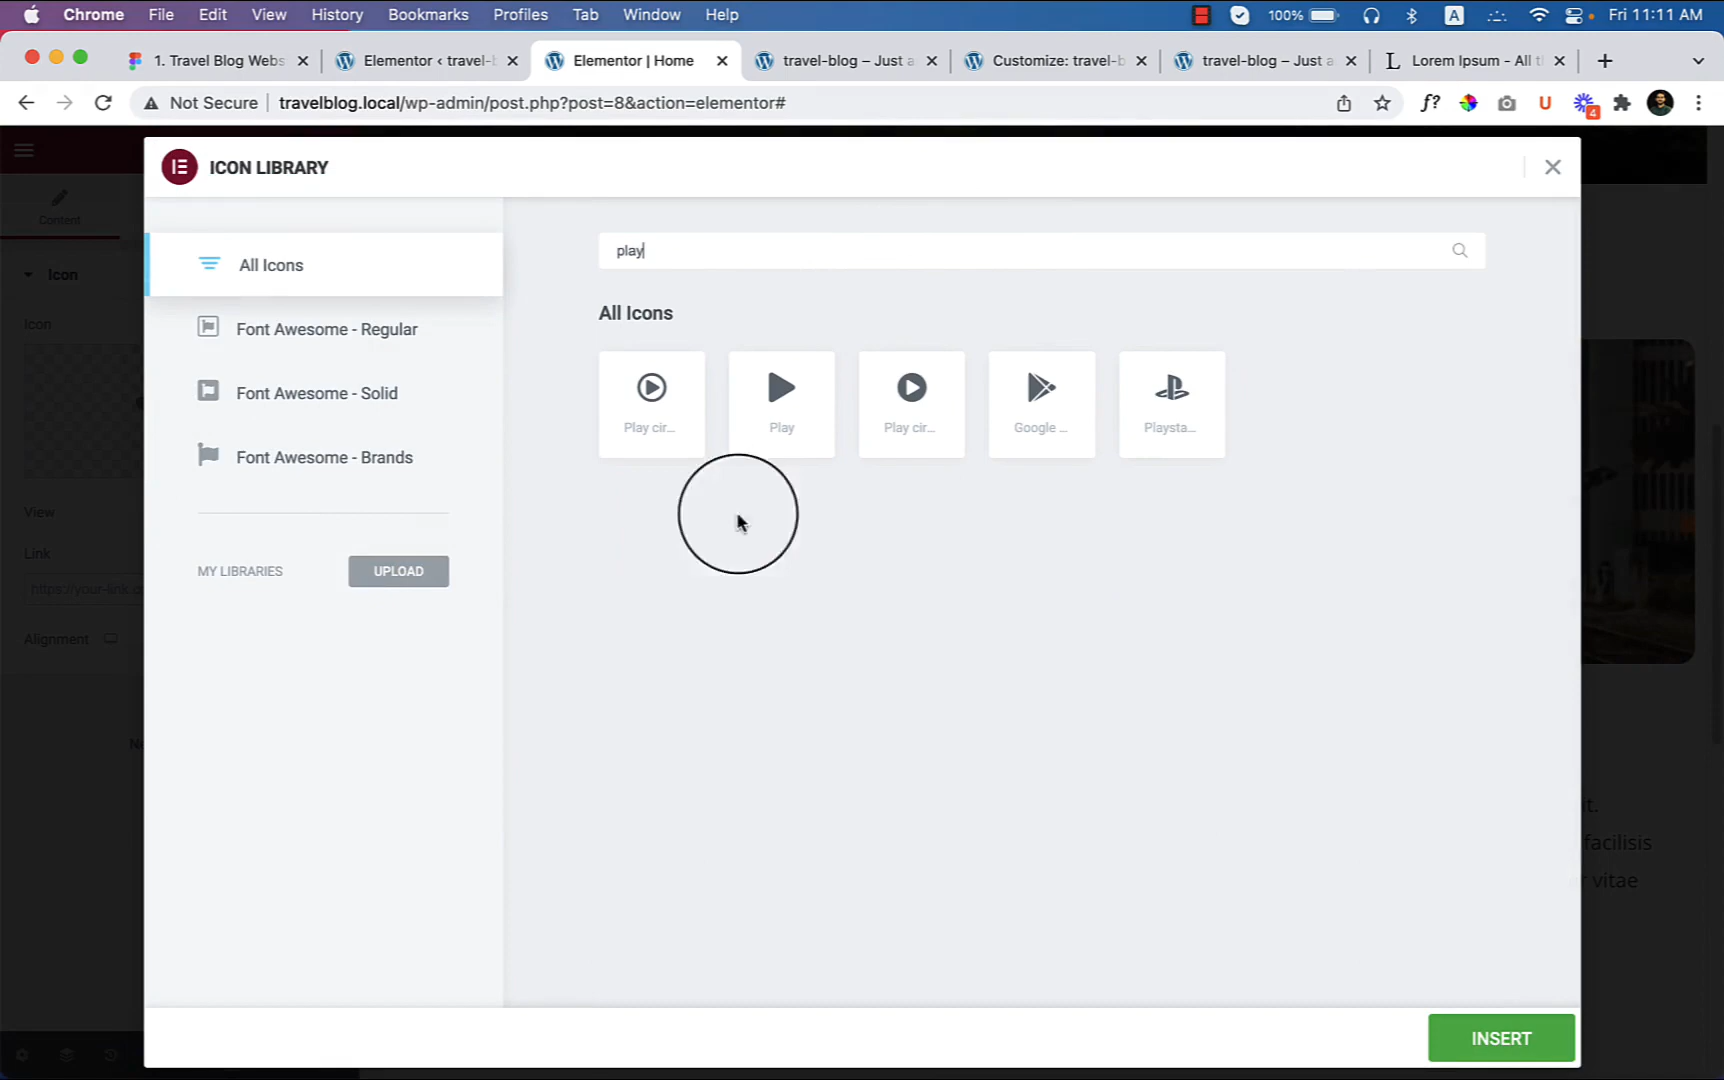 Chrome File Edit View History Bookmarks Profiles Tab Window Help 100% A Fri 11:11 AM
1. Travel Blog Webs
Elementor ‹ travel-b
Elementor | Home
travel-blog – Just a
Customize: travel-b
travel-blog – Just a
L Lorem Ipsum - All t
Not Secure travelblog.local/wp-admin/post.php?post=8&action=elementor#
f? U 4
ICON LIBRARY
Content
play
All Icons
Icon
All Icons
Icon
Font Awesome - Regular
Font Awesome - Solid
Play cir...
Play
Play cir...
Google ...
Playsta...
Font Awesome - Brands
View
Link
MY LIBRARIES
UPLOAD
https://your-link.c
Alignment
facilisis
vitae
INSERT